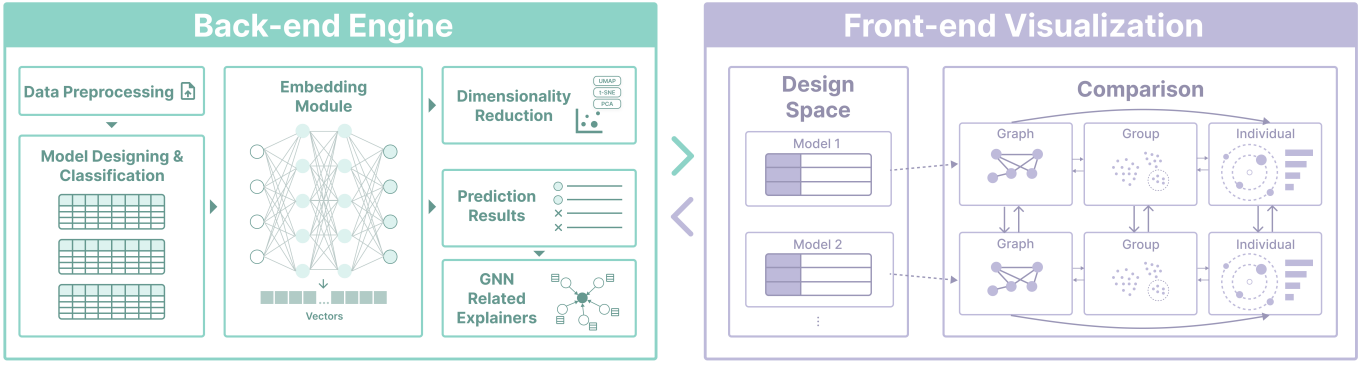 Back-end Engine
Data Preprocessing
Model Designing &
Classification
Embedding
Module
...
Vectors
Dimensionality
Reduction
UMAP
t-SNE
PCA
Prediction
Results
GNN
Related
Explainers
Front-end Visualization
Design
Space
Model 1
Model 2
⋮
Comparison
Graph
Group
Individual
Graph
Group
Individual